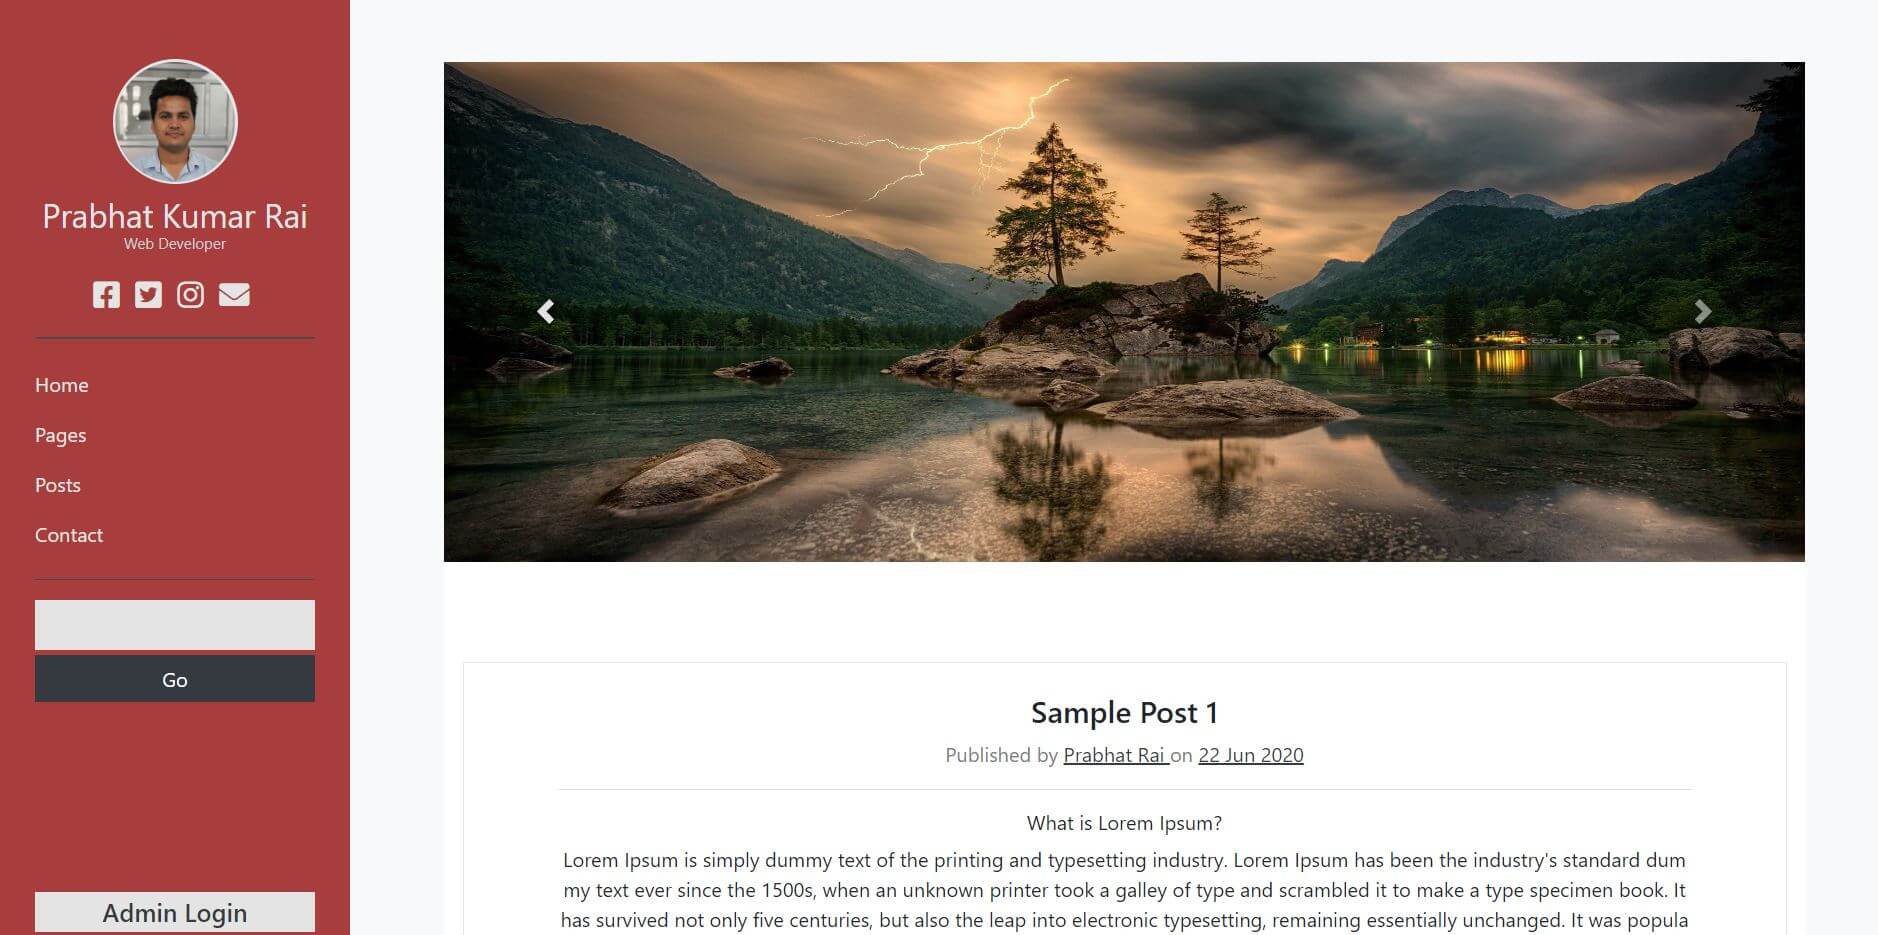 Prabhat Kumar Rai
Web Developer
Home
Pages
Posts
Contact
Go
Admin Login
Sample Post 1
Published by Prabhat Rai on 22 Jun 2020
What is Lorem Ipsum?
Lorem Ipsum is simply dummy text of the printing and typesetting industry. Lorem Ipsum has been the industry's standard dum
my text ever since the 1500s, when an unknown printer took a galley of type and scrambled it to make a type specimen book. It
has survived not only five centuries, but also the leap into electronic typesetting, remaining essentially unchanged. It was popula